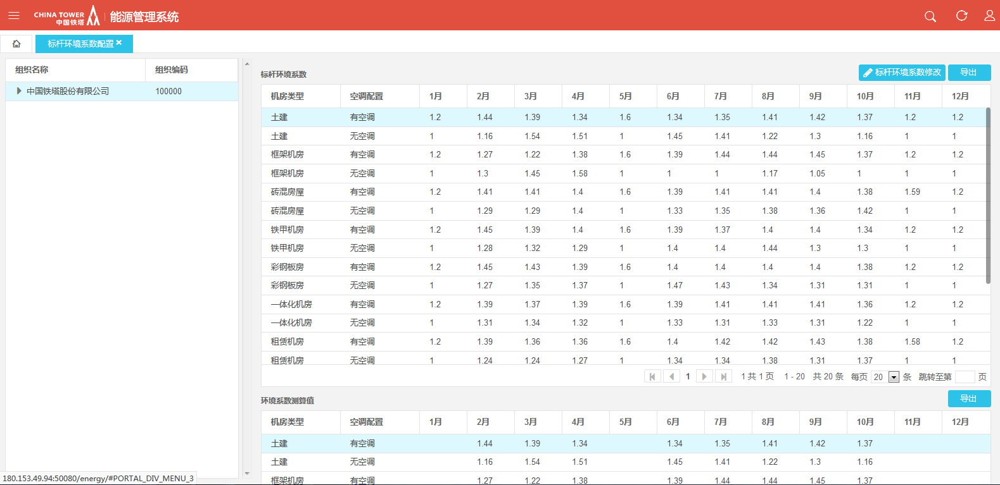 CHINA TOWER
中国铁塔
能源管理系统
标杆环境系数配置 ×
组织名称 组织编码
中国铁塔股份有限公司 100000
标杆环境系数 标杆环境系数修改 导出
机房类型 空调配置 1月 2月 3月 4月 5月 6月 7月 8月 9月 10月 11月 12月
土建 有空调 1.2 1.44 1.39 1.34 1.6 1.34 1.35 1.41 1.42 1.37 1.2 1.2
土建 无空调 1 1.16 1.54 1.51 1 1.45 1.41 1.22 1.3 1.16 1 1
框架机房 有空调 1.2 1.27 1.22 1.38 1.6 1.39 1.44 1.44 1.45 1.37 1.2 1.2
框架机房 无空调 1 1.3 1.45 1.58 1 1 1 1.17 1.05 1 1 1
砖混房屋 有空调 1.2 1.41 1.41 1.4 1.6 1.39 1.41 1.41 1.4 1.38 1.59 1.2
砖混房屋 无空调 1 1.29 1.29 1.4 1 1.33 1.35 1.38 1.36 1.42 1 1
铁甲机房 有空调 1.2 1.45 1.39 1.4 1.6 1.39 1.37 1.4 1.4 1.34 1.2 1.2
铁甲机房 无空调 1 1.28 1.32 1.29 1 1.4 1.4 1.44 1.3 1.3 1 1
彩钢板房 有空调 1.2 1.45 1.43 1.39 1.6 1.4 1.4 1.4 1.4 1.38 1.2 1.2
彩钢板房 无空调 1 1.27 1.35 1.37 1 1.47 1.43 1.34 1.31 1.31 1 1
一体化机房 有空调 1.2 1.39 1.37 1.39 1.6 1.39 1.41 1.41 1.41 1.36 1.2 1.2
一体化机房 无空调 1 1.31 1.34 1.32 1 1.33 1.31 1.33 1.31 1.22 1 1
租赁机房 有空调 1.2 1.39 1.36 1.36 1.6 1.4 1.42 1.42 1.43 1.38 1.58 1.2
租赁机房 无空调 1 1.24 1.24 1.27 1 1.34 1.34 1.38 1.31 1.37 1 1
1 1 共 1 页 1 - 20 共 20 条 每页 20 条 跳转至第 页
环境系数测算值 导出
机房类型 空调配置 1月 2月 3月 4月 5月 6月 7月 8月 9月 10月 11月 12月
土建 有空调 1.44 1.39 1.34 1.34 1.35 1.41 1.42 1.37
土建 无空调 1.16 1.54 1.51 1.45 1.41 1.22 1.3 1.16
框架机房 有空调 1.27 1.22 1.38 1.39 1.44 1.44 1.45 1.37
180.153.49.94:50080/energy/#PORTAL_DIV_MENU_3